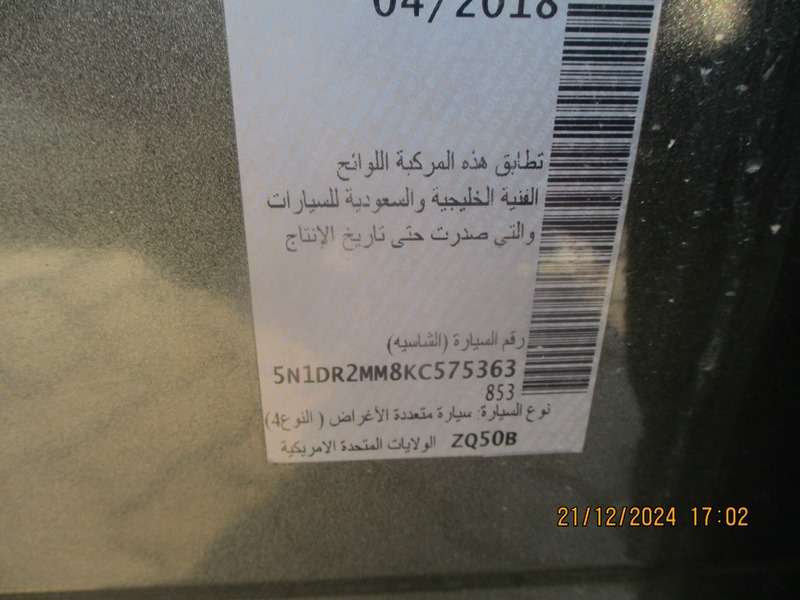 04/2018
تطابق هذه المركبة اللوائح
الفنية الخليجية والسعودية للسيارات
والتي صدرت حتى تاريخ الإنتاج
رقم السيارة (الشاسيه)
5N1DR2MM8KC575363
853
نوع السيارة: سيارة متعددة الأغراض (النوع4)
ZQ50B الولايات المتحدة الامريكية
21/12/2024 17:02